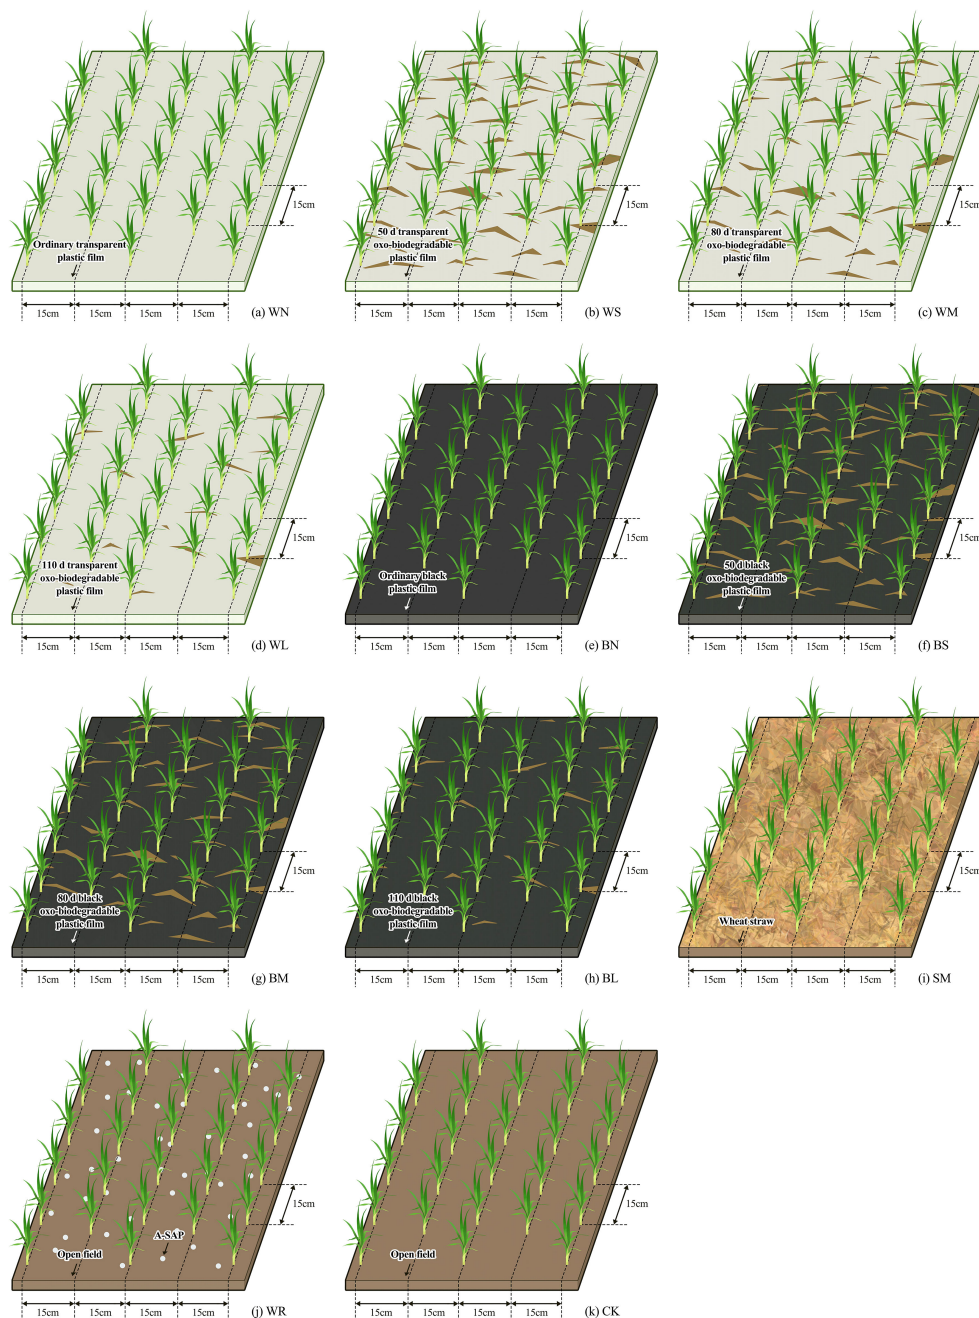 15cm
Ordinary transparent
plastic film
15cm 15cm 15cm 15cm
(a) WN
15cm
50 d transparent
oxo-biodegradable
plastic film
15cm 15cm 15cm 15cm
(b) WS
15cm
80 d transparent
oxo-biodegradable
plastic film
15cm 15cm 15cm 15cm
(c) WM
15cm
110 d transparent
oxo-biodegradable
plastic film
15cm 15cm 15cm 15cm
(d) WL
15cm
Ordinary black
plastic film
15cm 15cm 15cm 15cm
(e) BN
15cm
50 d black
oxo-biodegradable
plastic film
15cm 15cm 15cm 15cm
(f) BS
15cm
80 d black
oxo-biodegradable
plastic film
15cm 15cm 15cm 15cm
(g) BM
15cm
110 d black
oxo-biodegradable
plastic film
15cm 15cm 15cm 15cm
(h) BL
15cm
Wheat straw
15cm 15cm 15cm 15cm
(i) SM
15cm
A-SAP
Open field
15cm 15cm 15cm 15cm
(j) WR
15cm
Open field
15cm 15cm 15cm 15cm
(k) CK